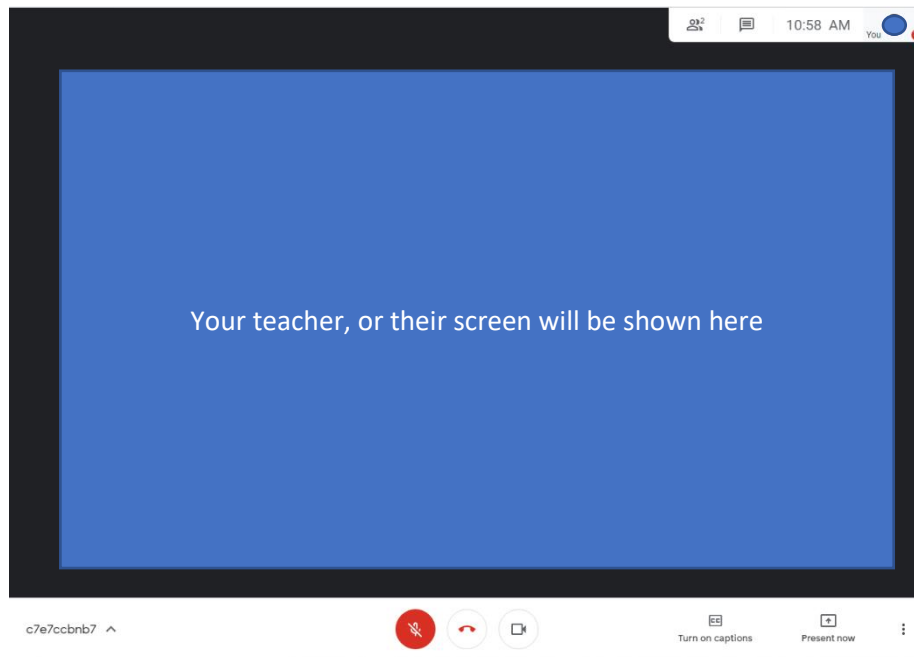 2 10:58 AM You
Your teacher, or their screen will be shown here
c7e7ccbnb7
CC
Turn on captions Present now